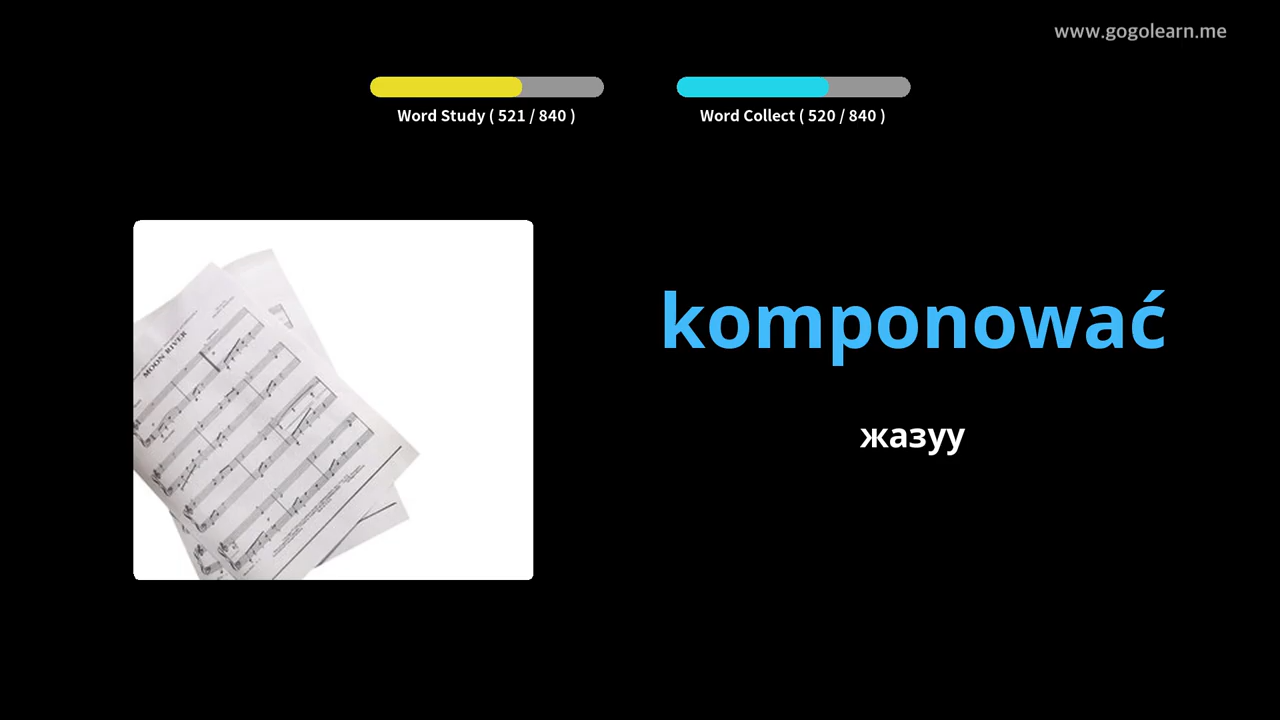 www.gogolearn.me
Word Study ( 521 / 840 )
Word Collect ( 520 / 840 )
MOON RIVER
komponować
жазуу